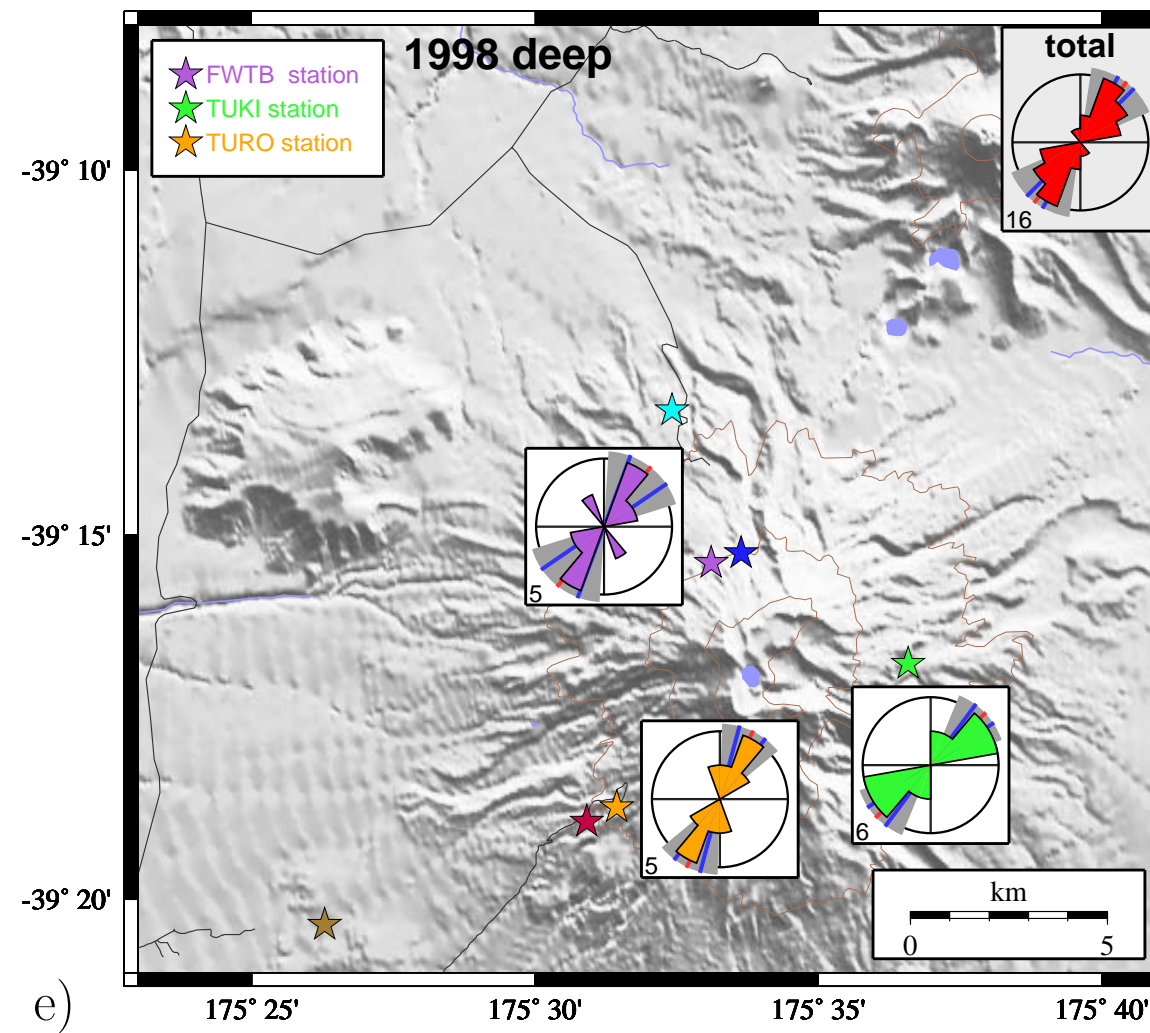 1998 deep
total
FWTB station
TUKI station
TURO station
16
-39° 10'
-39° 15'
-39° 20'
5
5
6
km
0 5
175° 25' 175° 30' 175° 35' 175° 40'
e)